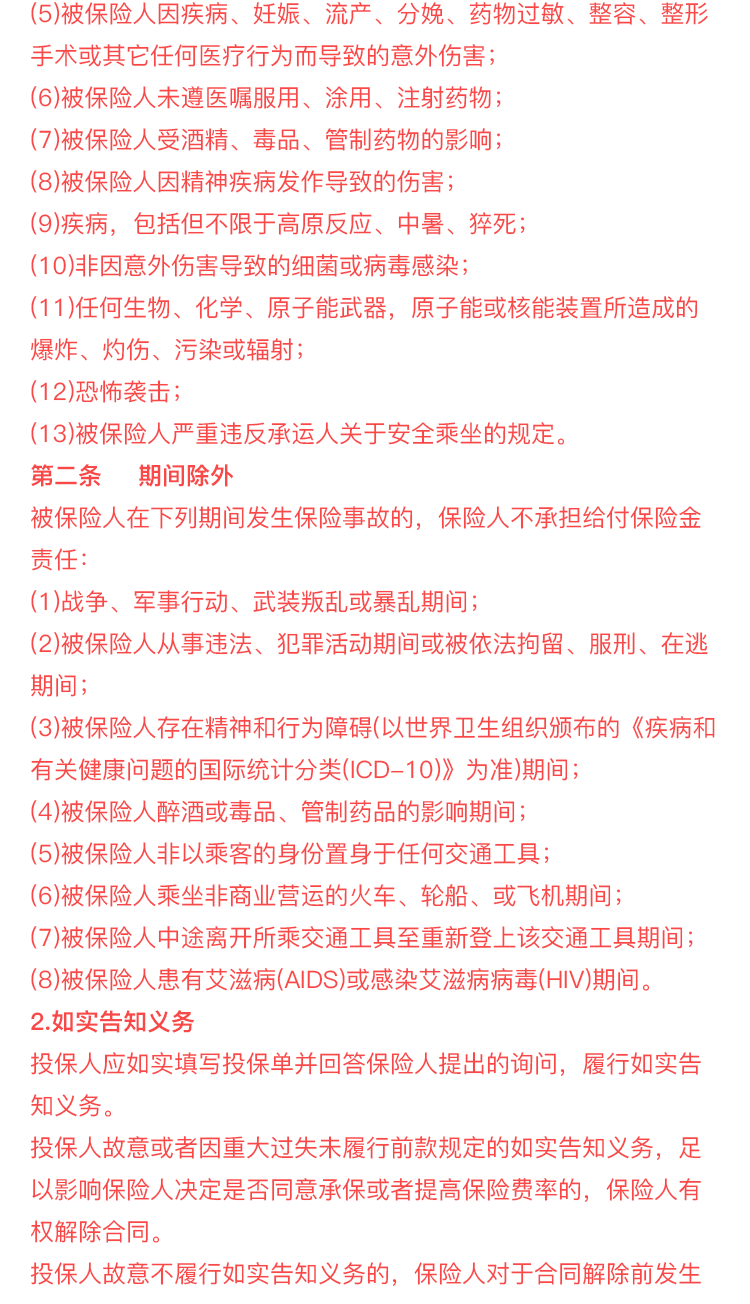 (5)被保险人因疾病、妊娠、流产、分娩、药物过敏、整容、整形
手术或其它任何医疗行为而导致的意外伤害；
(6)被保险人未遵医嘱服用、涂用、注射药物；
(7)被保险人受酒精、毒品、管制药物的影响；
(8)被保险人因精神疾病发作导致的伤害；
(9)疾病，包括但不限于高原反应、中暑、猝死；
(10)非因意外伤害导致的细菌或病毒感染；
(11)任何生物、化学、原子能武器，原子能或核能装置所造成的
爆炸、灼伤、污染或辐射；
(12)恐怖袭击；
(13)被保险人严重违反承运人关于安全乘坐的规定。
第二条 期间除外
被保险人在下列期间发生保险事故的，保险人不承担给付保险金
责任：
(1)战争、军事行动、武装叛乱或暴乱期间；
(2)被保险人从事违法、犯罪活动期间或被依法拘留、服刑、在逃
期间；
(3)被保险人存在精神和行为障碍(以世界卫生组织颁布的《疾病和
有关健康问题的国际统计分类(ICD-10)》为准)期间；
(4)被保险人醉酒或毒品、管制药品的影响期间；
(5)被保险人非以乘客的身份置身于任何交通工具；
(6)被保险人乘坐非商业营运的火车、轮船、或飞机期间；
(7)被保险人中途离开所乘交通工具至重新登上该交通工具期间；
(8)被保险人患有艾滋病(AIDS)或感染艾滋病病毒(HIV)期间。
2.如实告知义务
投保人应如实填写投保单并回答保险人提出的询问，履行如实告
知义务。
投保人故意或者因重大过失未履行前款规定的如实告知义务，足
以影响保险人决定是否同意承保或者提高保险费率的，保险人有
权解除合同。
投保人故意不履行如实告知义务的，保险人对于合同解除前发生